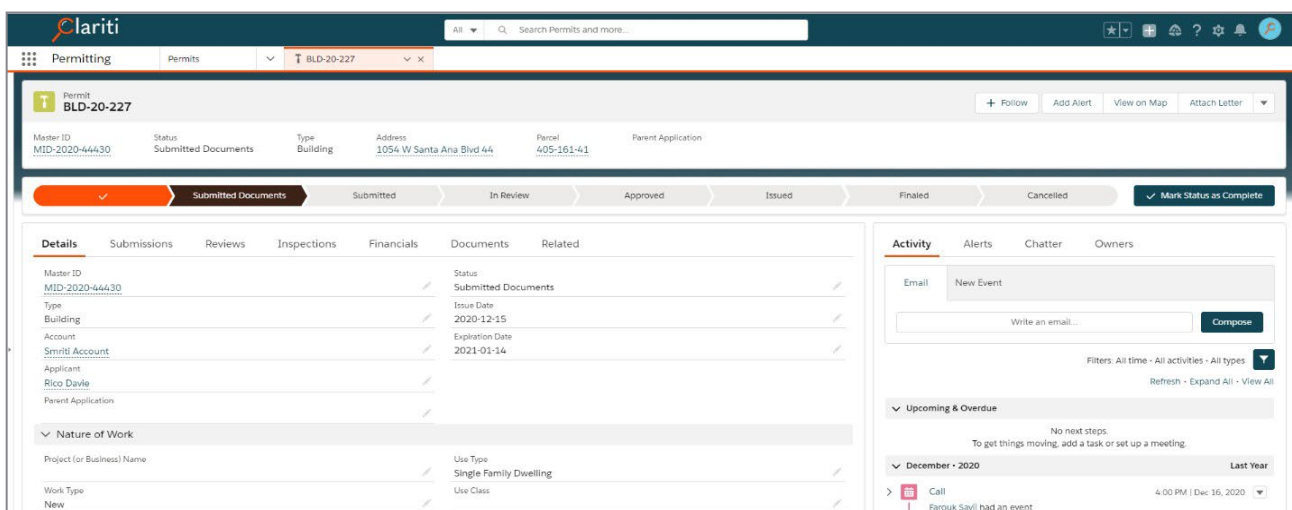 Clariti
All
Search Permits and more...
Permitting
Permits
BLD-20-227
Permit
BLD-20-227
+ Follow
Add Alert
View on Map
Attach Letter
Master ID
Status
Type
Address
Parcel
Parent Application
MID-2020-44430
Submitted Documents
Building
1054 W Santa Ana Blvd 44
405-161-41
Submitted Documents
Submitted
In Review
Approved
Issued
Finaled
Cancelled
Mark Status as Complete
Details
Submissions
Reviews
Inspections
Financials
Documents
Related
Master ID
MID-2020-44430
Type
Building
Account
Smriti Account
Applicant
Rico Davie
Parent Application
Status
Submitted Documents
Issue Date
2020-12-15
Expiration Date
2021-01-14
Nature of Work
Project (or Business) Name
Use Type
Single Family Dwelling
Work Type
New
Use Class
Activity
Alerts
Chatter
Owners
Email
New Event
Write an email...
Compose
Filters: All time • All activities • All types
Refresh • Expand All • View All
Upcoming & Overdue
No next steps.
To get things moving, add a task or set up a meeting.
December • 2020
Last Year
Call
4:00 PM | Dec 16, 2020
Farouk Savji had an event